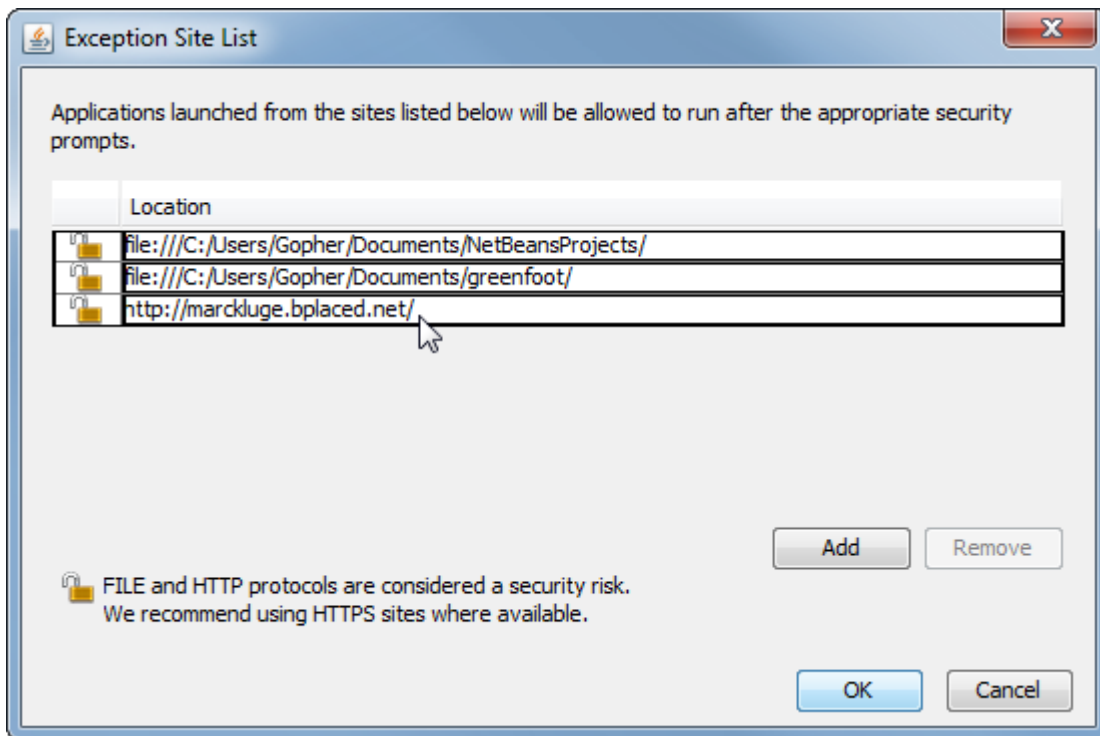 Exception Site List
Applications launched from the sites listed below will be allowed to run after the appropriate security
prompts.
Location
file:///C:/Users/Gopher/Documents/NetBeansProjects/
file:///C:/Users/Gopher/Documents/greenfoot/
http://marckluge.bplaced.net/
Add
Remove
FILE and HTTP protocols are considered a security risk.
We recommend using HTTPS sites where available.
OK
Cancel